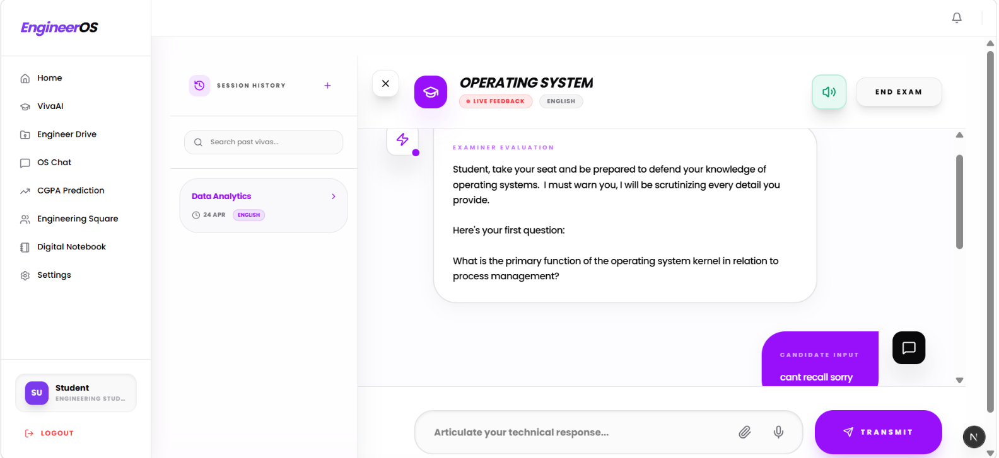 EngineerOS
Home
VivaAI
Engineer Drive
OS Chat
CGPA Prediction
Engineering Square
Digital Notebook
Settings
SU
Student
ENGINEERING STUD...
LOGOUT
SESSION HISTORY
Search past vivas...
Data Analytics
24 APR
ENGLISH
OPERATING SYSTEM
LIVE FEEDBACK
ENGLISH
END EXAM
EXAMINER EVALUATION
Student, take your seat and be prepared to defend your knowledge of
operating systems.  I must warn you, I will be scrutinizing every detail you
provide.
Here's your first question:
What is the primary function of the operating system kernel in relation to
process management?
CANDIDATE INPUT
cant recall sorry
Articulate your technical response...
TRANSMIT
N